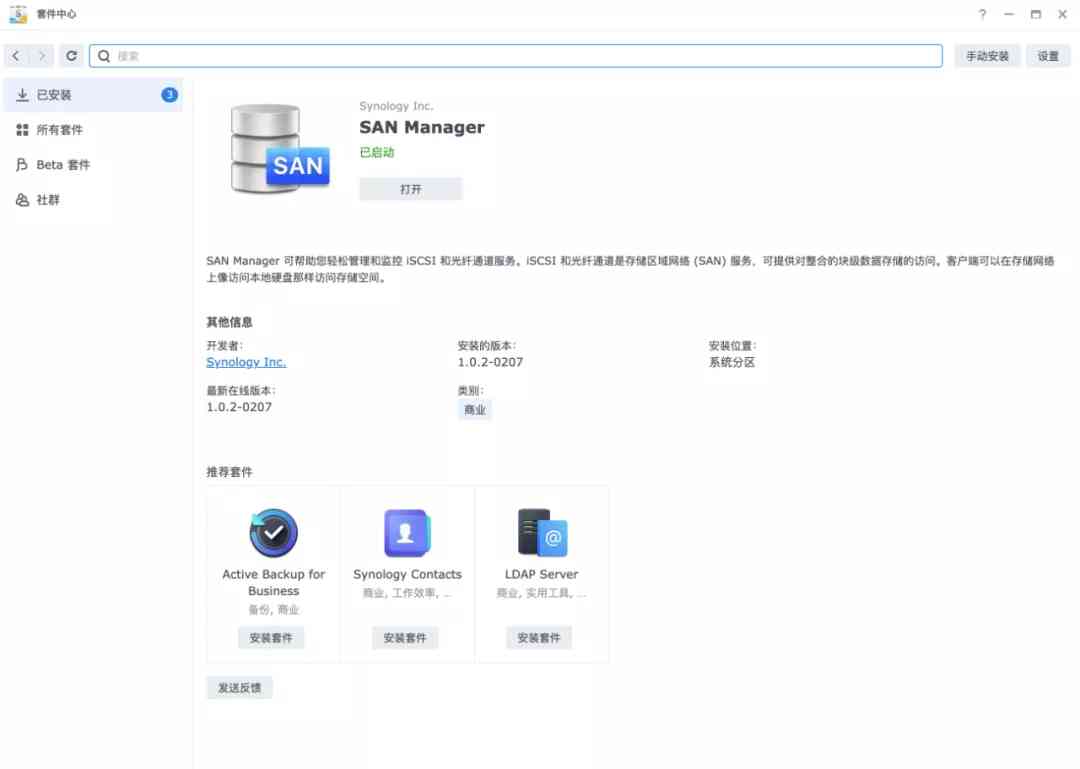 套件中心
搜索
手动安装
设置
已安装
3
所有套件
Beta 套件
社群
SAN
Synology Inc.
SAN Manager
已启动
打开
SAN Manager 可帮助您轻松管理和监控 iSCSI 和光纤通道服务。iSCSI 和光纤通道是存储区域网络 (SAN) 服务，可提供对整合的块级数据存储的访问。客户端可以在存储网络
上像访问本地硬盘那样访问存储空间。
其他信息
开发者：
Synology Inc.
安装的版本：
1.0.2-0207
安装位置：
系统分区
最新在线版本：
1.0.2-0207
类别：
商业
推荐套件
Active Backup for
Business
备份, 商业
安装套件
Synology Contacts
商业, 工作效率, ...
安装套件
@
LDAP Server
商业, 实用工具, ...
安装套件
发送反馈